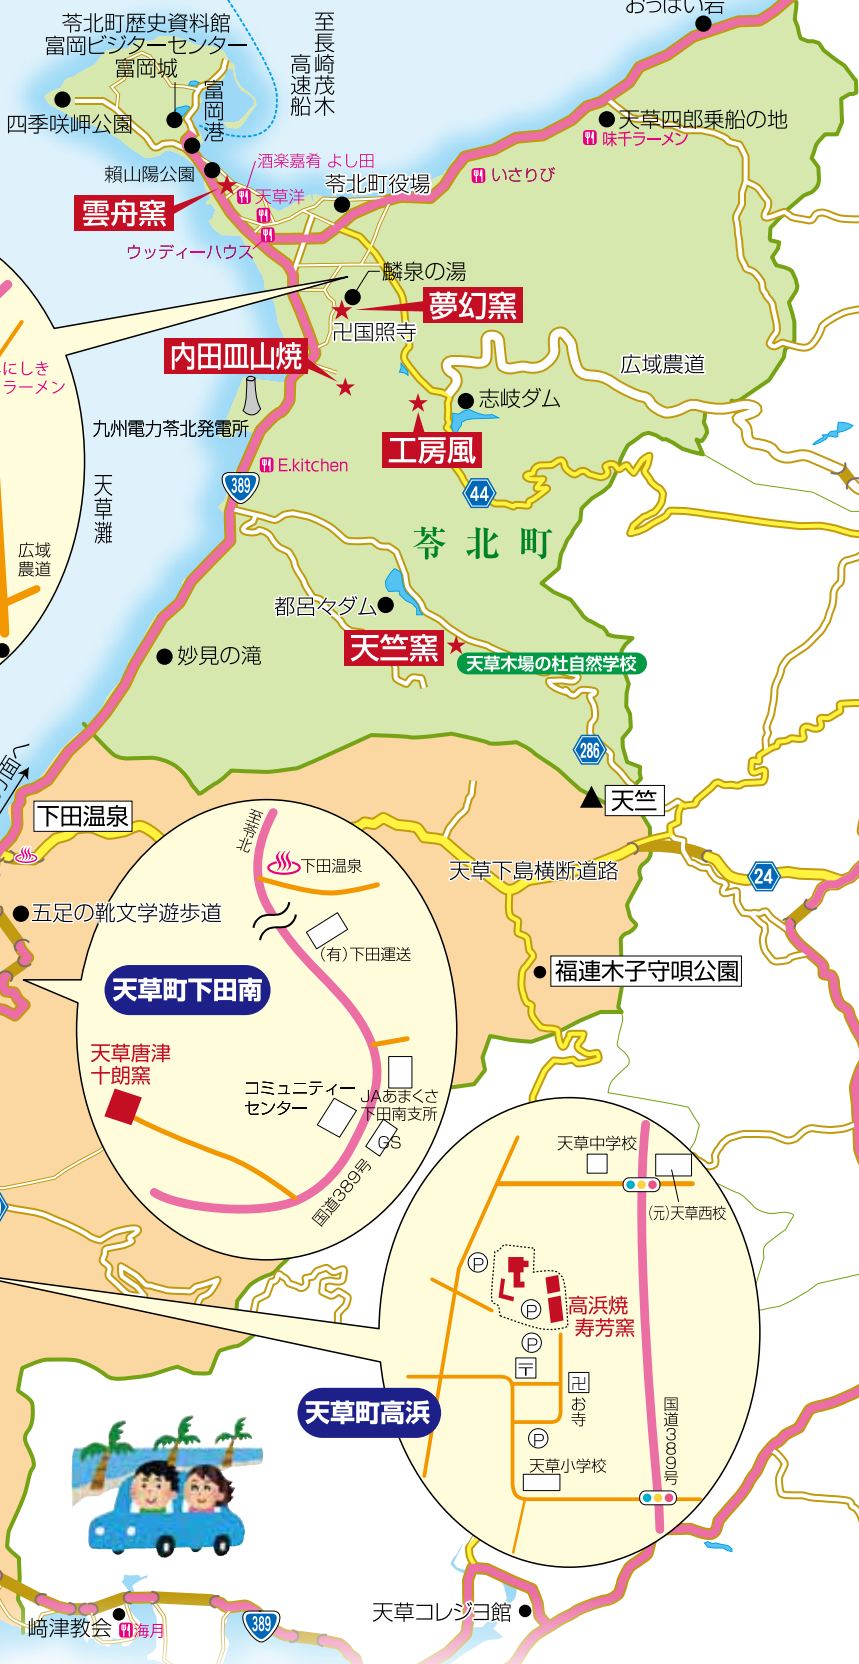 おっぱい岩
苓北町歴史資料館
富岡ビジターセンター
富岡城
至長崎茂木
高速船
富岡港
四季咲岬公園
天草四郎乗船の地
味千ラーメン
頼山陽公園
酒楽嘉肴 よし田
いさりび
苓北町役場
天草洋
雲舟窯
ウッディーハウス
麟泉の湯
夢幻窯
卍国照寺
内田皿山焼
広域農道
にしき
ラーメン
志岐ダム
九州電力苓北発電所
工房風
E.kitchen
389
44
天草灘
苓北町
広域
農道
都呂々ダム
天竺窯
妙見の滝
天草木場の杜自然学校
286
面へ
天竺
下田温泉
至苓北
下田温泉
天草下島横断道路
24
五足の靴文学遊歩道
(有)下田運送
天草町下田南
福連木子守唄公園
天草唐津
十朗窯
コミュニティー
センター
JAあまくさ
下田南支所
GS
国道389号
天草中学校
(元)天草西校
P
高浜焼
寿芳窯
P
P
〒
卍
お寺
天草町高浜
国道389号
P
天草小学校
389
天草コレジヨ館
﨑津教会
海月